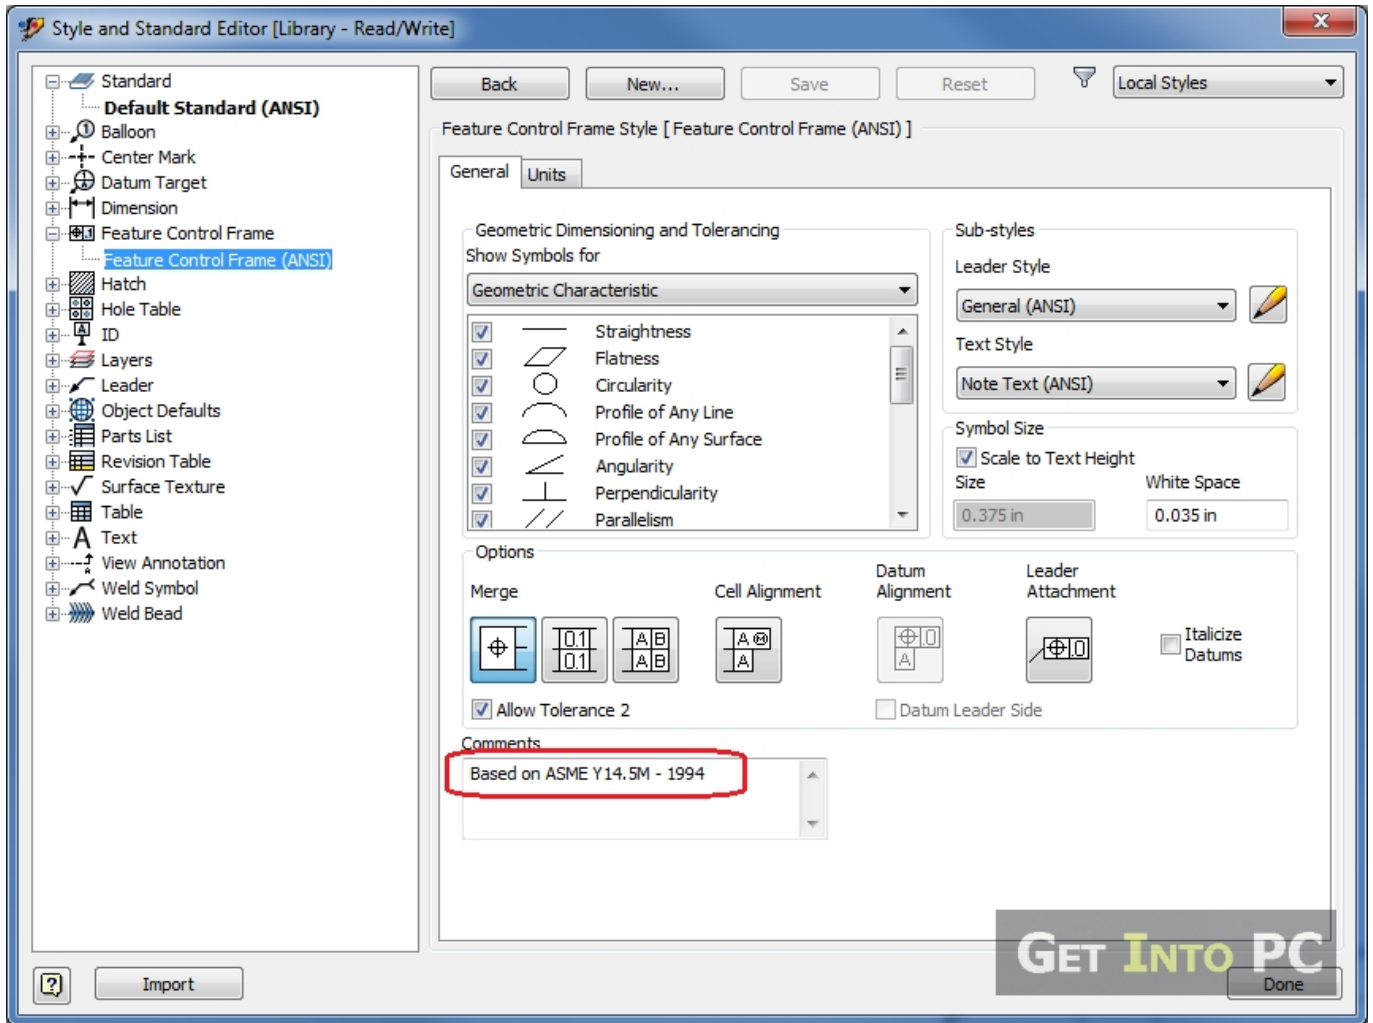 Style and Standard Editor [Library - Read/Write]
Standard
Default Standard (ANSI)
Balloon
Center Mark
Datum Target
Dimension
Feature Control Frame
Feature Control Frame (ANSI)
Hatch
Hole Table
ID
Layers
Leader
Object Defaults
Parts List
Revision Table
Surface Texture
Table
Text
View Annotation
Weld Symbol
Weld Bead
Import
Back New... Save Reset Local Styles
Feature Control Frame Style [ Feature Control Frame (ANSI) ]
General Units
Geometric Dimensioning and Tolerancing
Show Symbols for
Geometric Characteristic
Straightness
Flatness
Circularity
Profile of Any Line
Profile of Any Surface
Angularity
Perpendicularity
Parallelism
Sub-styles
Leader Style
General (ANSI)
Text Style
Note Text (ANSI)
Symbol Size
Scale to Text Height
Size White Space
0.375 in 0.035 in
Options
Merge Cell Alignment Datum Alignment Leader Attachment
Italicize
Datums
Allow Tolerance 2 Datum Leader Side
Comments
Based on ASME Y14.5M - 1994
GET INTO PC
Done